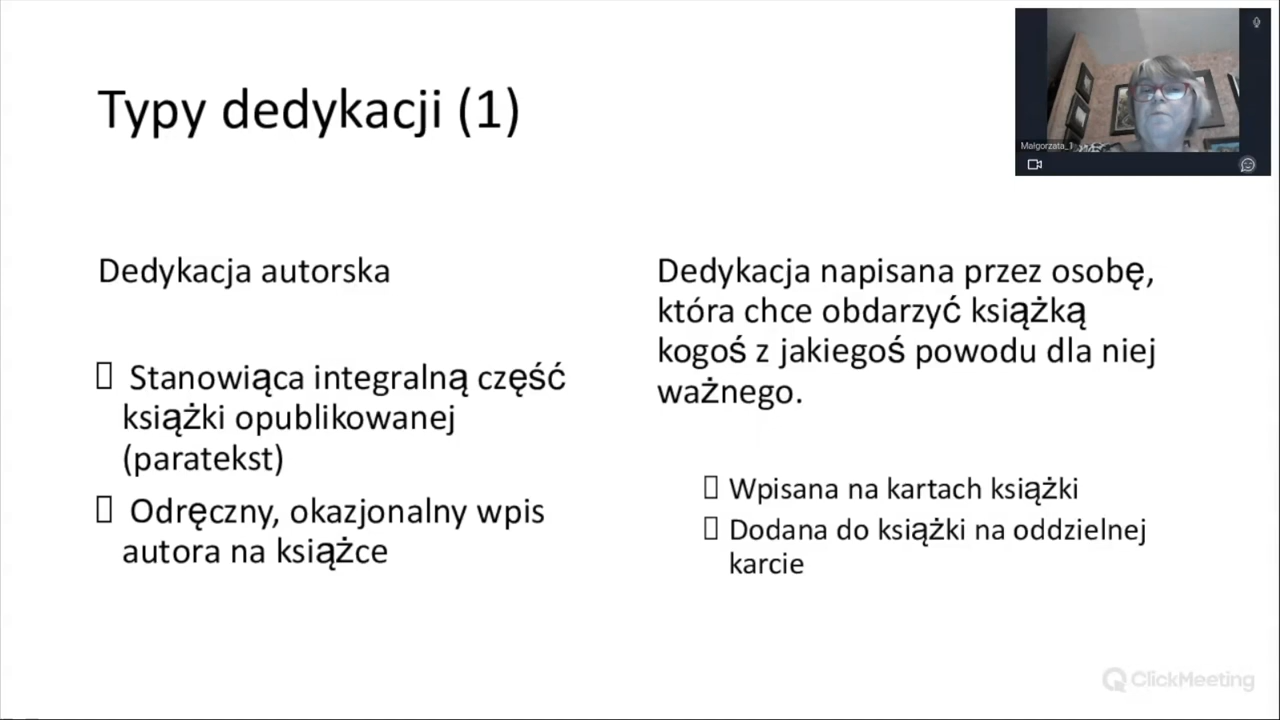 Typy dedykacji (1)
Małgorzata_1
Dedykacja autorska
Stanowiąca integralną część
książki opublikowanej
(paratekst)
Odręczny, okazjonalny wpis
autora na książce
Dedykacja napisana przez osobę,
która chce obdarzyć książką
kogoś z jakiegoś powodu dla niej
ważnego.
Wpisana na kartach książki
Dodana do książki na oddzielnej
karcie
ClickMeeting